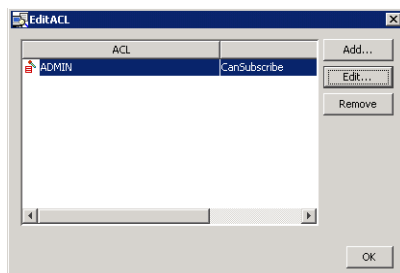 EditACL
ACL
Add...
ADMIN CanSubscribe
Edit...
Remove
OK